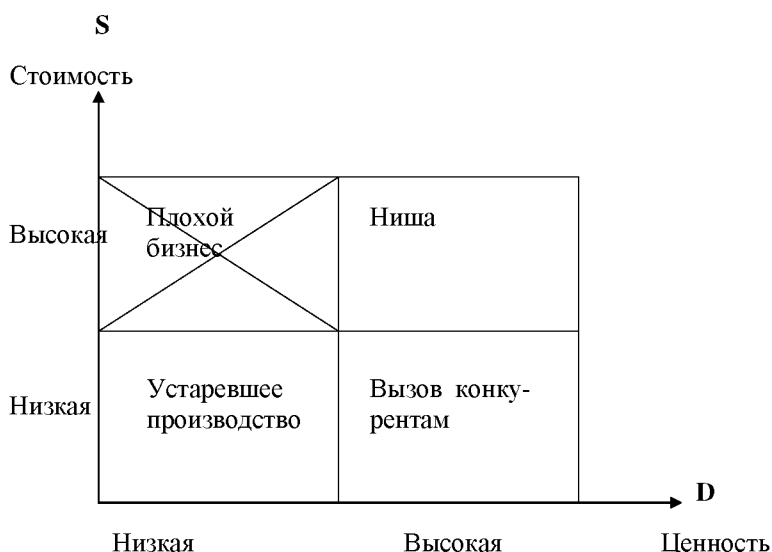 S
Стоимость
Плохой
бизнес
Ниша
Высокая
Устаревшее
производство
Вызов конку-
рентам
Низкая
D
Низкая
Высокая
Ценность